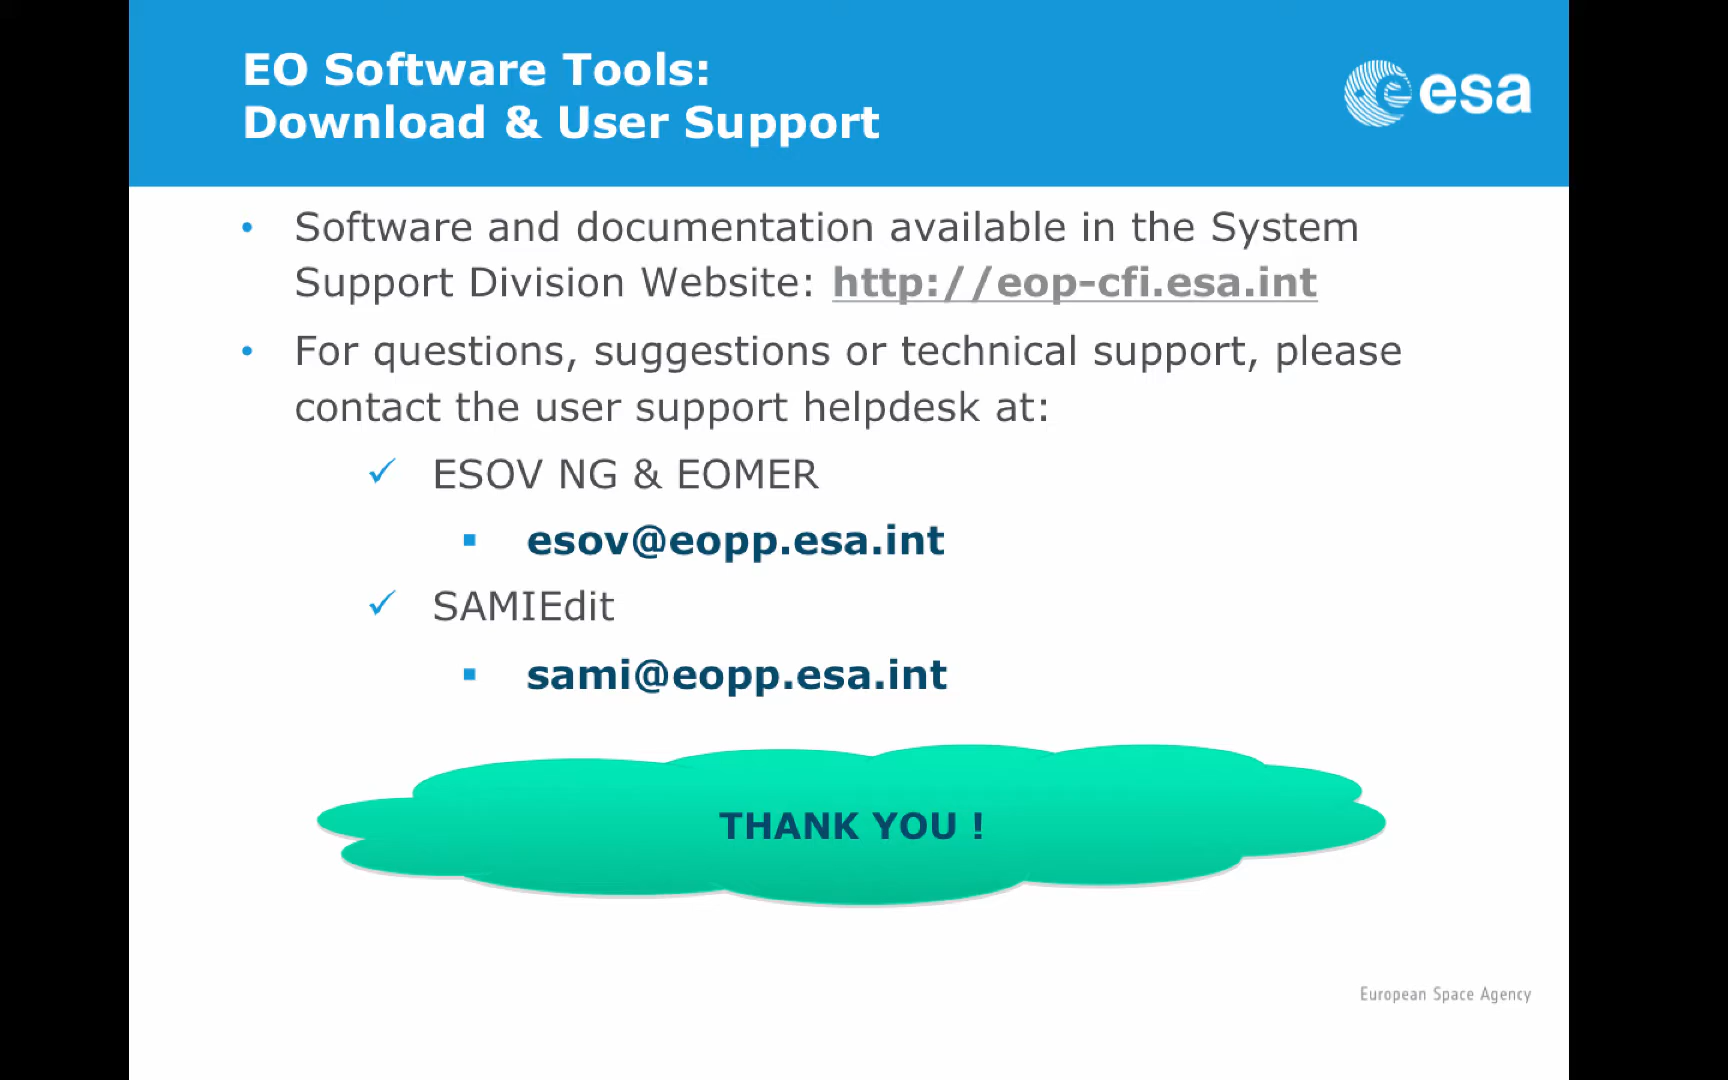 EO Software Tools:
Download & User Support
esa
• Software and documentation available in the System
Support Division Website: http://eop-cfi.esa.int
• For questions, suggestions or technical support, please
contact the user support helpdesk at:
✓ ESOV NG & EOMER
▪ esov@eopp.esa.int
✓ SAMIEdit
▪ sami@eopp.esa.int
THANK YOU !
European Space Agency